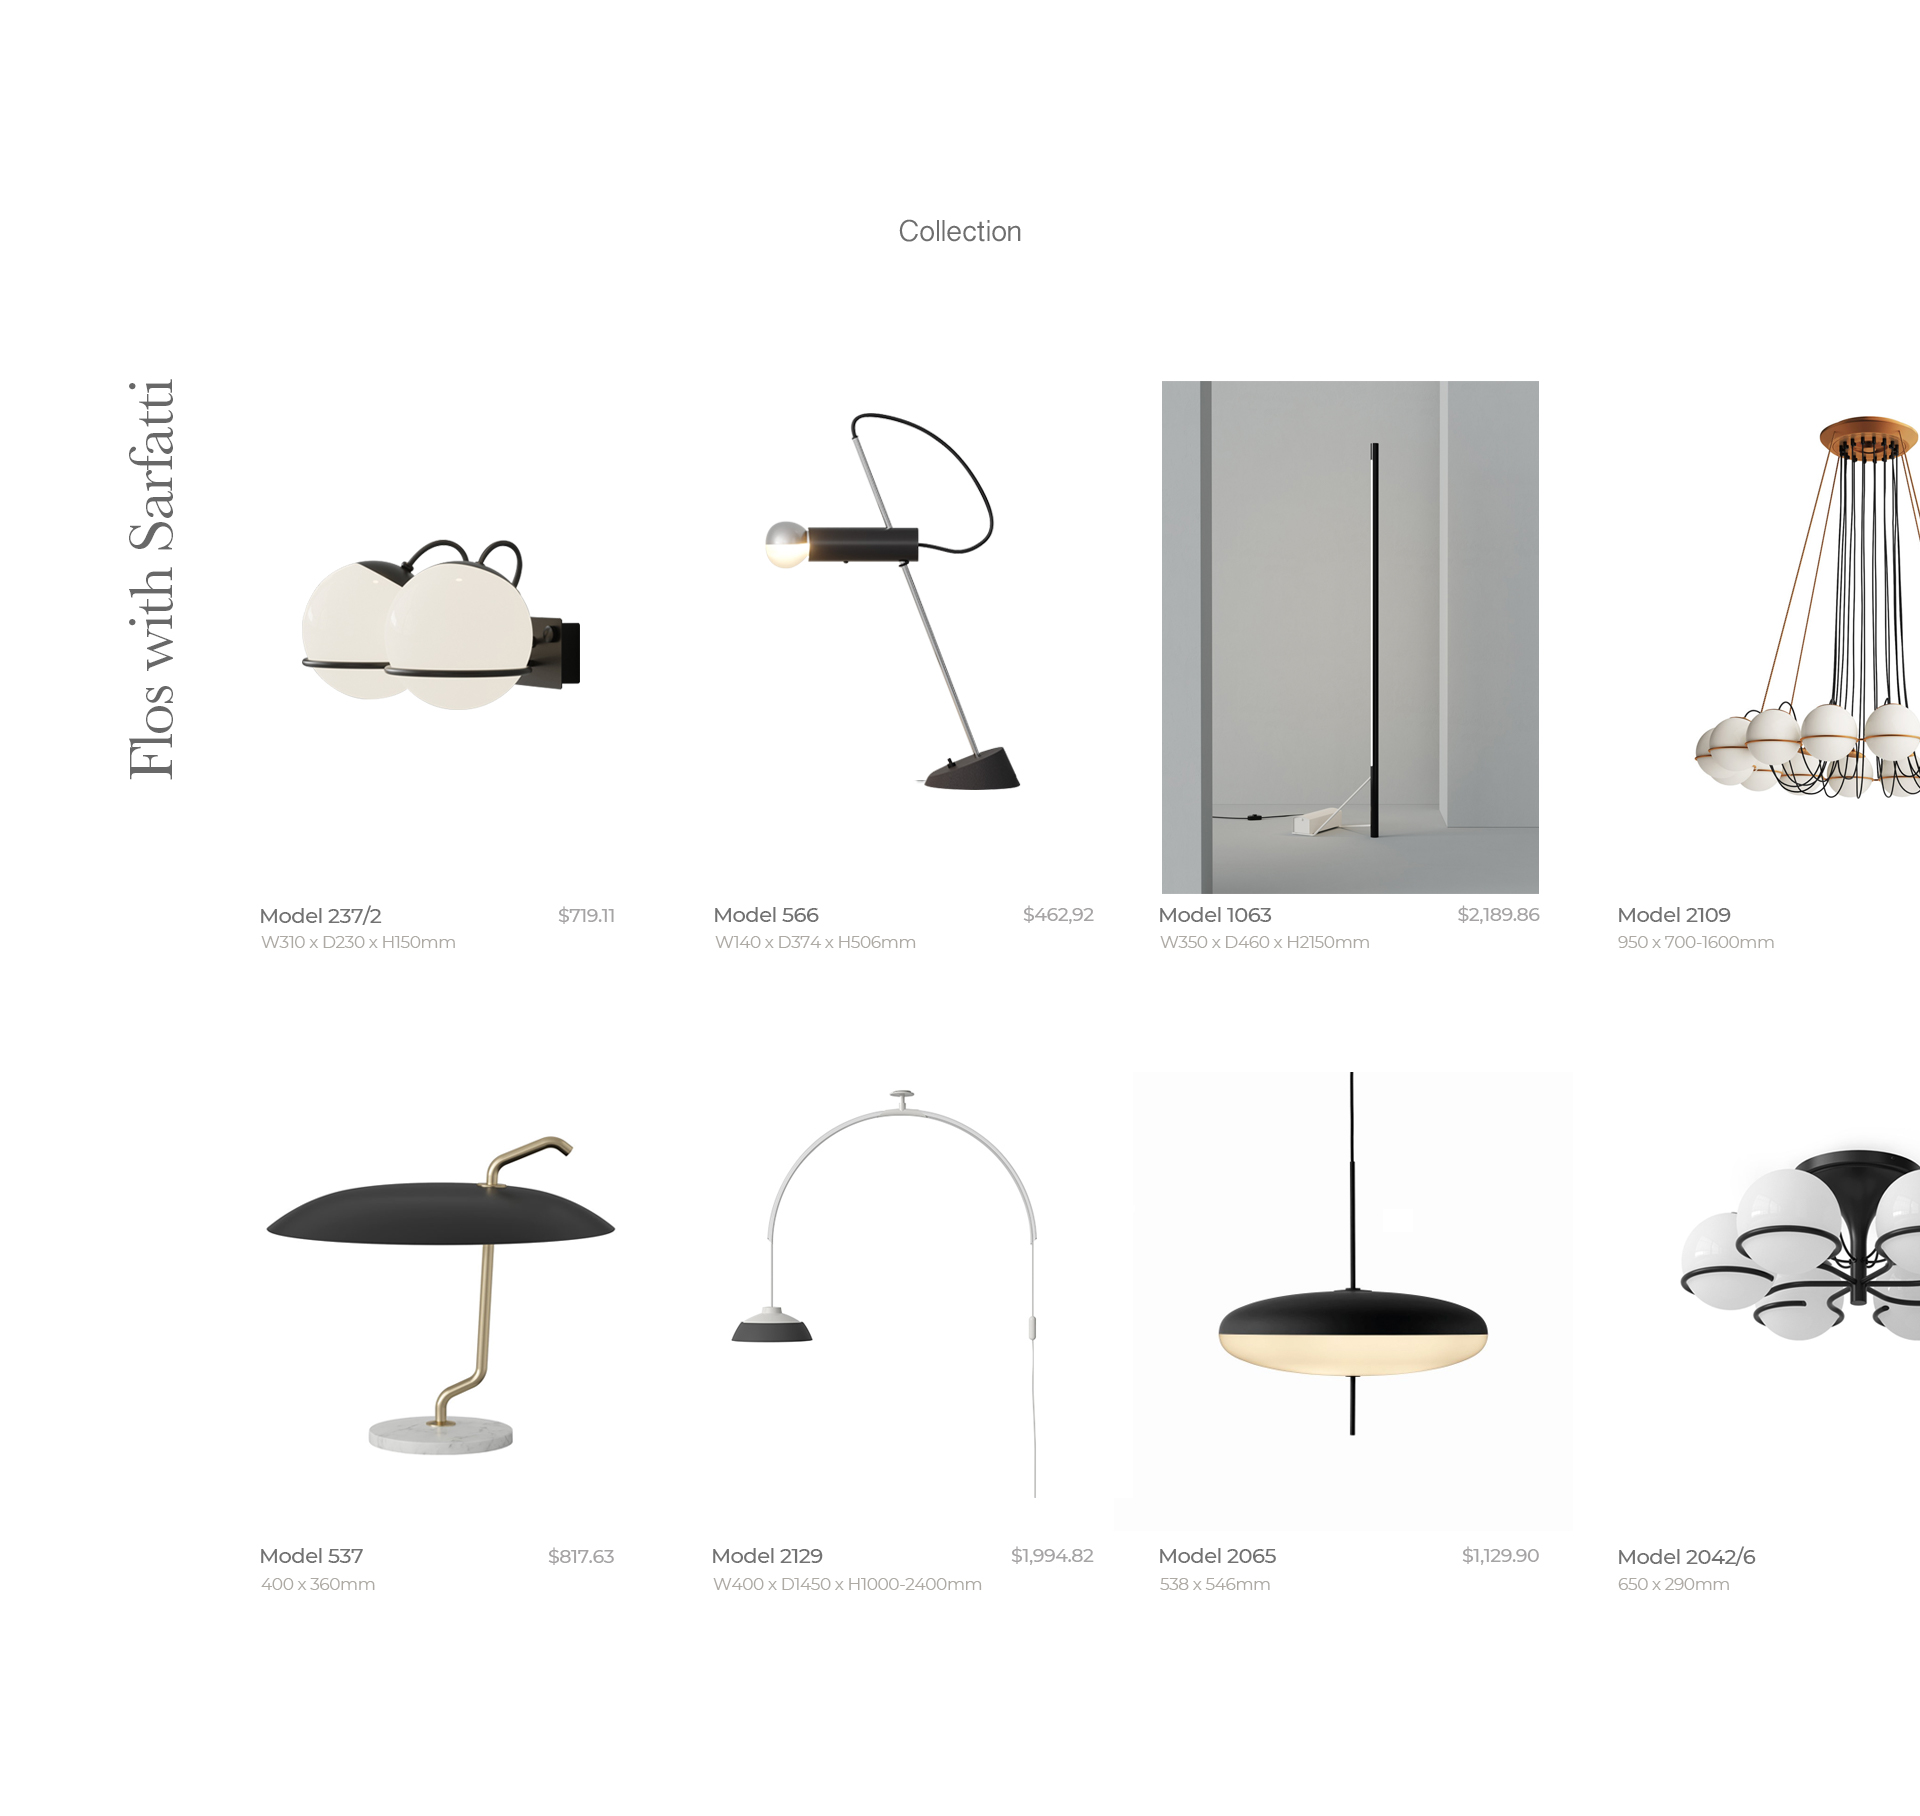 Collection
Flos with Sarfatti
Model 237/2 $719.11
W310 x D230 x H150mm
Model 566 $462,92
W140 x D374 x H506mm
Model 1063 $2,189.86
W350 x D460 x H2150mm
Model 2109
950 x 700-1600mm
Model 537 $817.63
400 x 360mm
Model 2129 $1,994.82
W400 x D1450 x H1000-2400mm
Model 2065 $1,129.90
538 x 546mm
Model 2042/6
650 x 290mm